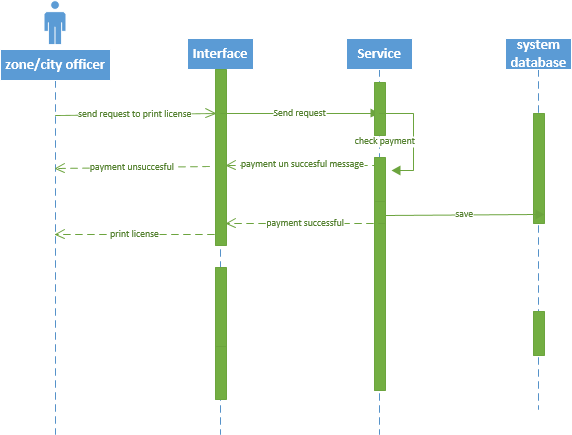 zone/city officer
Interface
Service
system
database
send request to print license
Send request
check payment
payment unsuccesful
payment un succesful message
save
payment successful
print license